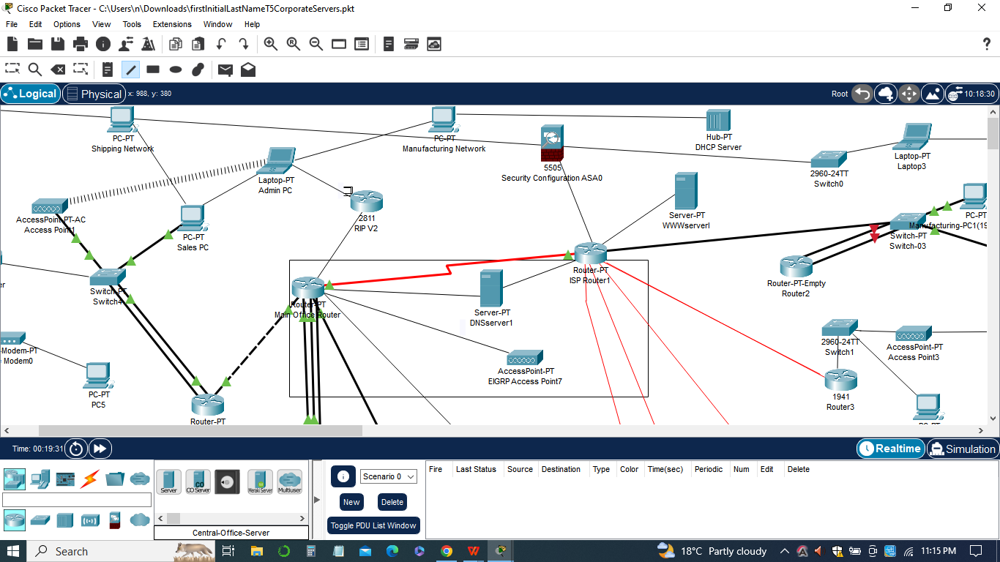 Cisco Packet Tracer - C:\Users\n\Downloads\firstInitialLastNameT5CorporateServers.pkt
File Edit Options View Tools Extensions Window Help
Logical Physical x: 988, y: 380 Root 10:18:30
PC-PT
Shipping Network
PC-PT
Manufacturing Network
Hub-PT
DHCP Server
5505
Security Configuration ASA0
Laptop-PT
Laptop3
2960-24TT
Switch0
Laptop-PT
Admin PC
AccessPoint-PT-AC
Access Point1
2811
RIP V2
Server-PT
WWWserverI
PC-PT
Manufacturing-PC1(19
PC-PT
Sales PC
Switch-PT
Switch-03
Router-PT
ISP Router1
Router-PT-Empty
Router2
er
Switch-PT
Switch4
Router-PT
Main Office Router
Server-PT
DNSserver1
2960-24TT
Switch1
AccessPoint-PT
Access Point3
-Modem-PT
Modem0
AccessPoint-PT
EIGRP Access Point7
PC-PT
PC5
1941
Router3
Router-PT
PC-PT
Time: 00:19:31 Realtime Simulation
Scenario 0
Fire Last Status Source Destination Type Color Time(sec) Periodic Num Edit Delete
Server CO Server Meraki Server Multiuser
CO
M
New Delete
Toggle PDU List Window
Central-Office-Server
Search 18°C Partly cloudy 11:15 PM